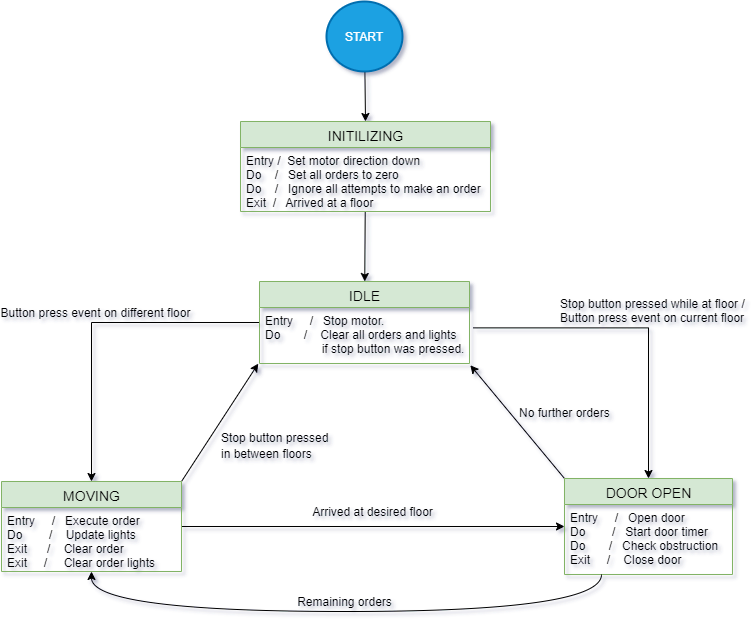 START
INITILIZING
Entry / Set motor direction down
Do / Set all orders to zero
Do / Ignore all attempts to make an order
Exit / Arrived at a floor
IDLE
Entry / Stop motor.
Do / Clear all orders and lights
if stop button was pressed.
Button press event on different floor
Stop button pressed while at floor /
Button press event on current floor
Stop button pressed
in between floors
No further orders
MOVING
Entry / Execute order
Do / Update lights
Exit / Clear order
Exit / Clear order lights
Arrived at desired floor
DOOR OPEN
Entry / Open door
Do / Start door timer
Do / Check obstruction
Exit / Close door
Remaining orders